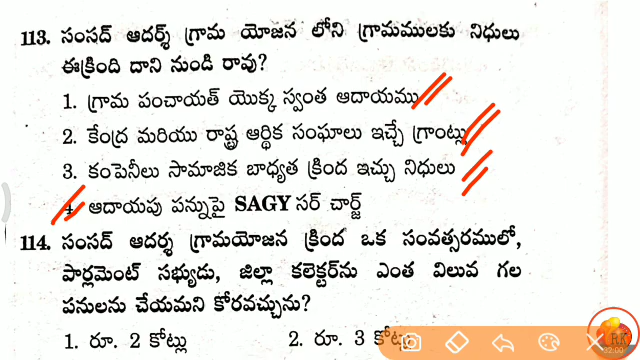 113. సంసద్ ఆదర్శ్ గ్రామ యోజన లోని గ్రామములకు నిధులు
ఈక్రింది దాని నుండి రావు?
1. గ్రామ పంచాయత్ యొక్క స్వంత ఆదాయము
2. కేంద్ర మరియు రాష్ట్ర ఆర్థిక సంఘాలు ఇచ్చే గ్రాంట్లు
3. కంపెనీలు సామాజిక బాధ్యత క్రింద ఇచ్చు నిధులు
4. ఆదాయపు పన్నుపై SAGY సర్ చార్జ్
114. సంసద్ ఆదర్శ గ్రామయోజన క్రింద ఒక సంవత్సరములో,
పార్లమెంట్ సభ్యుడు, జిల్లా కలెక్టర్‌ను ఎంత విలువ గల
పనులను చేయమని కోరవచ్చును?
1. రూ. 2 కోట్లు 2. రూ. 3 కోట్లు